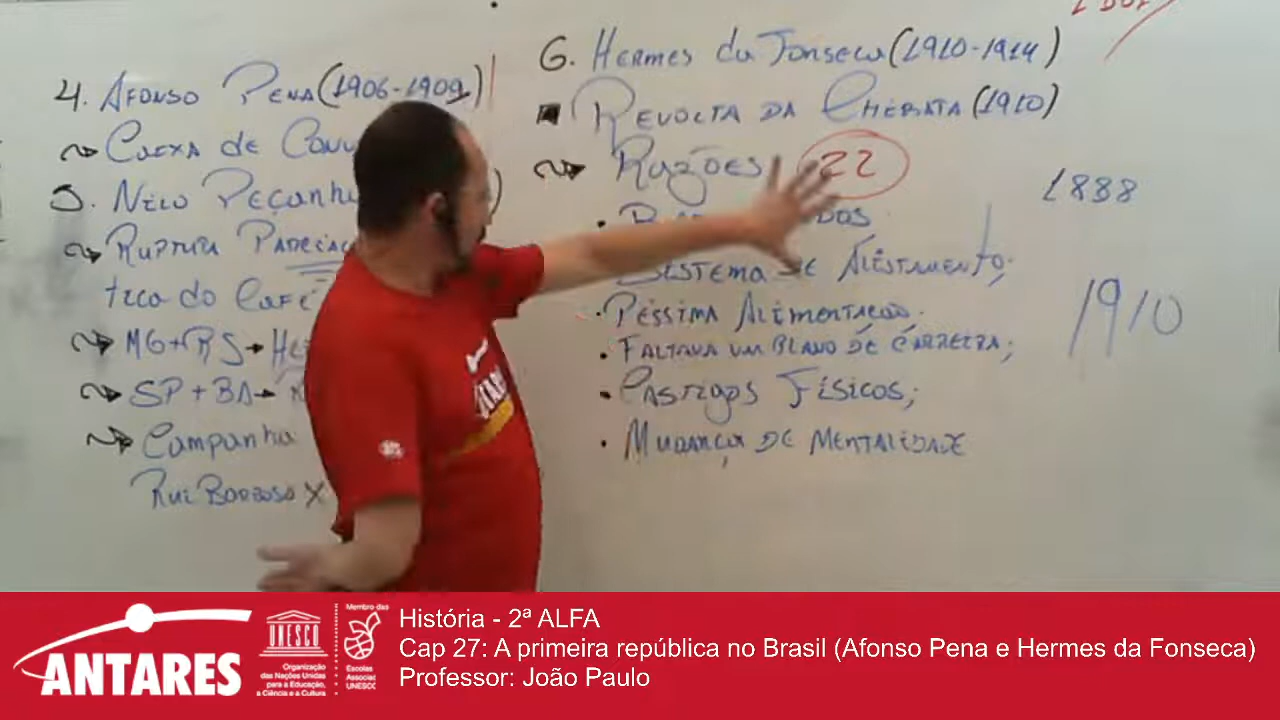 4. AFONSO PENA (1906-1909)
CAIXA de CONV
5. NILO PEÇANHA
RUPTURA PARCIAL
tica do Café
MG+RS→HE
SP+BA→
Campanha
RUI BARBOSA X
6. HERMES da FONSECA (1910-1914)
REVOLTA DA CHIBATA (1910)
RAZÕES 22
DOS
SISTEMA DE ALISTAMENTO;
PÉSSIMA ALIMENTAÇÃO.
FALTAVA UM PLANO DE CARREIRA;
CASTIGOS FÍSICOS;
MUDANÇA DE MENTALIDADE
1888
1910
ANTARES
UNESCO
Organização
das Nações Unidas
para a Educação,
a Ciência e a Cultura
Membro das
Escolas
Associad
UNESCO
História - 2ª ALFA
Cap 27: A primeira república no Brasil (Afonso Pena e Hermes da Fonseca)
Professor: João Paulo